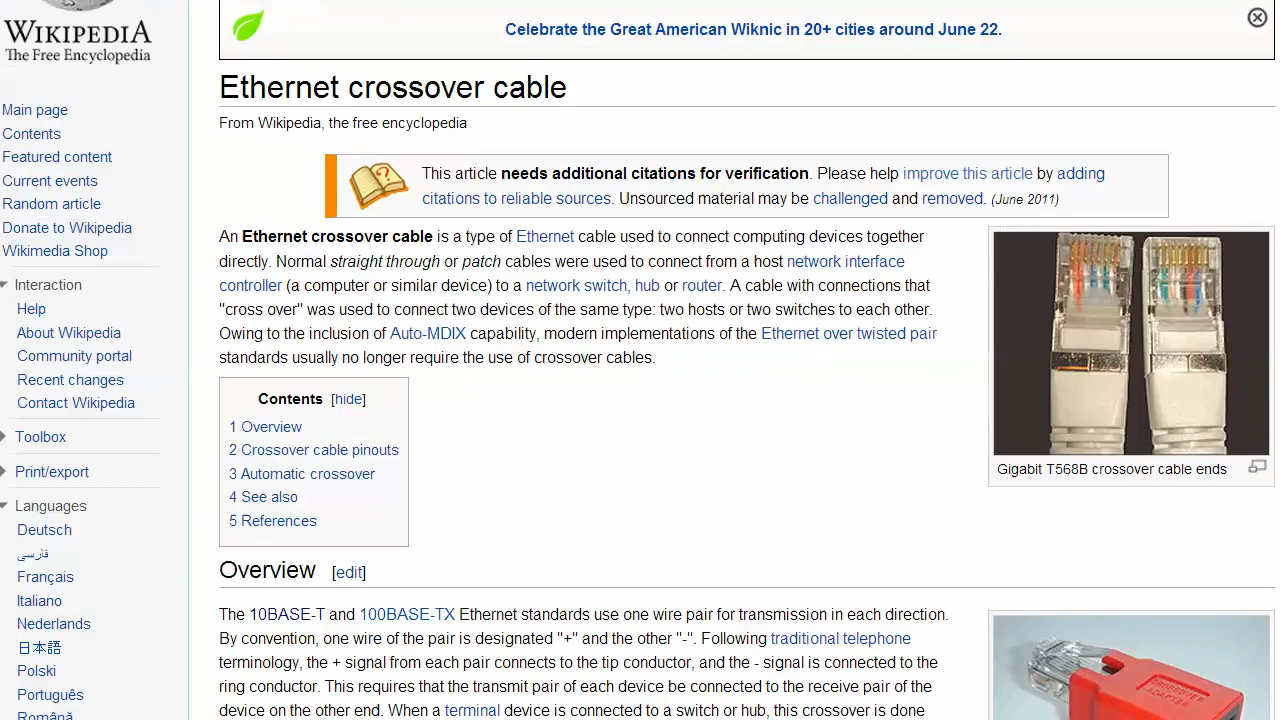 WIKIPEDIA
The Free Encyclopedia
Main page
Contents
Featured content
Current events
Random article
Donate to Wikipedia
Wikimedia Shop
Interaction
Help
About Wikipedia
Community portal
Recent changes
Contact Wikipedia
Toolbox
Print/export
Languages
Deutsch
فارسی
Français
Italiano
Nederlands
日本語
Polski
Português
Română
Celebrate the Great American Wiknic in 20+ cities around June 22.
Ethernet crossover cable
From Wikipedia, the free encyclopedia
This article needs additional citations for verification. Please help improve this article by adding
citations to reliable sources. Unsourced material may be challenged and removed. (June 2011)
An Ethernet crossover cable is a type of Ethernet cable used to connect computing devices together
directly. Normal straight through or patch cables were used to connect from a host network interface
controller (a computer or similar device) to a network switch, hub or router. A cable with connections that
"cross over" was used to connect two devices of the same type: two hosts or two switches to each other.
Owing to the inclusion of Auto-MDIX capability, modern implementations of the Ethernet over twisted pair
standards usually no longer require the use of crossover cables.
Gigabit T568B crossover cable ends
Contents [hide]
1 Overview
2 Crossover cable pinouts
3 Automatic crossover
4 See also
5 References
Overview [edit]
The 10BASE-T and 100BASE-TX Ethernet standards use one wire pair for transmission in each direction.
By convention, one wire of the pair is designated "+" and the other "-". Following traditional telephone
terminology, the + signal from each pair connects to the tip conductor, and the - signal is connected to the
ring conductor. This requires that the transmit pair of each device be connected to the receive pair of the
device on the other end. When a terminal device is connected to a switch or hub, this crossover is done